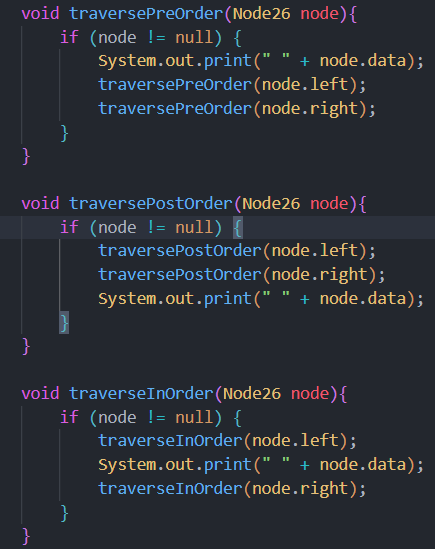 void traversePreOrder(Node26 node){
    if (node != null) {
        System.out.print(" " + node.data);
        traversePreOrder(node.left);
        traversePreOrder(node.right);
    }
}

void traversePostOrder(Node26 node){
    if (node != null) {
        traversePostOrder(node.left);
        traversePostOrder(node.right);
        System.out.print(" " + node.data);
    }
}

void traverseInOrder(Node26 node){
    if (node != null) {
        traverseInOrder(node.left);
        System.out.print(" " + node.data);
        traverseInOrder(node.right);
    }
}